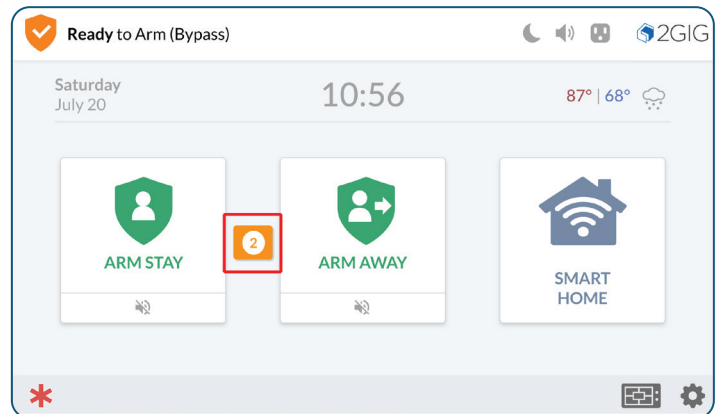 Ready to Arm (Bypass)
2GIG
Saturday
July 20
10:56
87° | 68°
ARM STAY
2
ARM AWAY
SMART
HOME